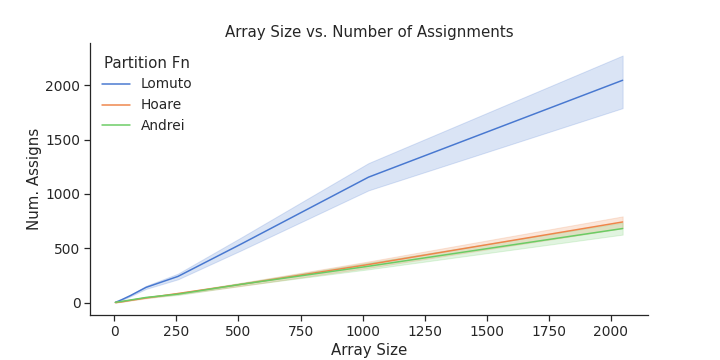 Array Size vs. Number of Assignments
Partition Fn
Lomuto
Hoare
Andrei
Num. Assigns
2000
1500
1000
500
0
0 250 500 750 1000 1250 1500 1750 2000
Array Size